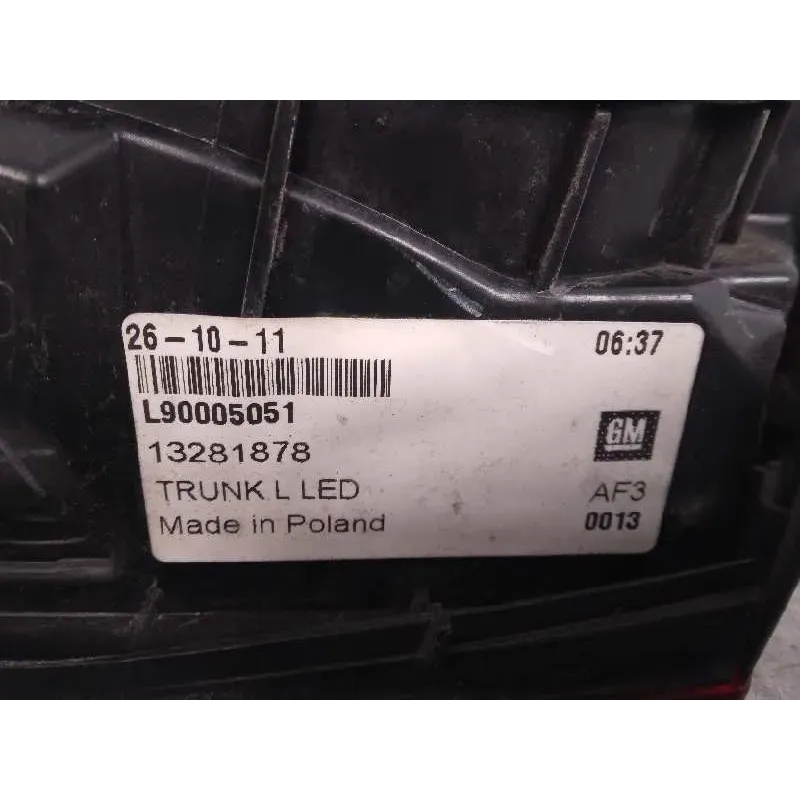 26-10-11 06:37
L90005051
13281878 GM
TRUNK L LED AF3
Made in Poland 0013